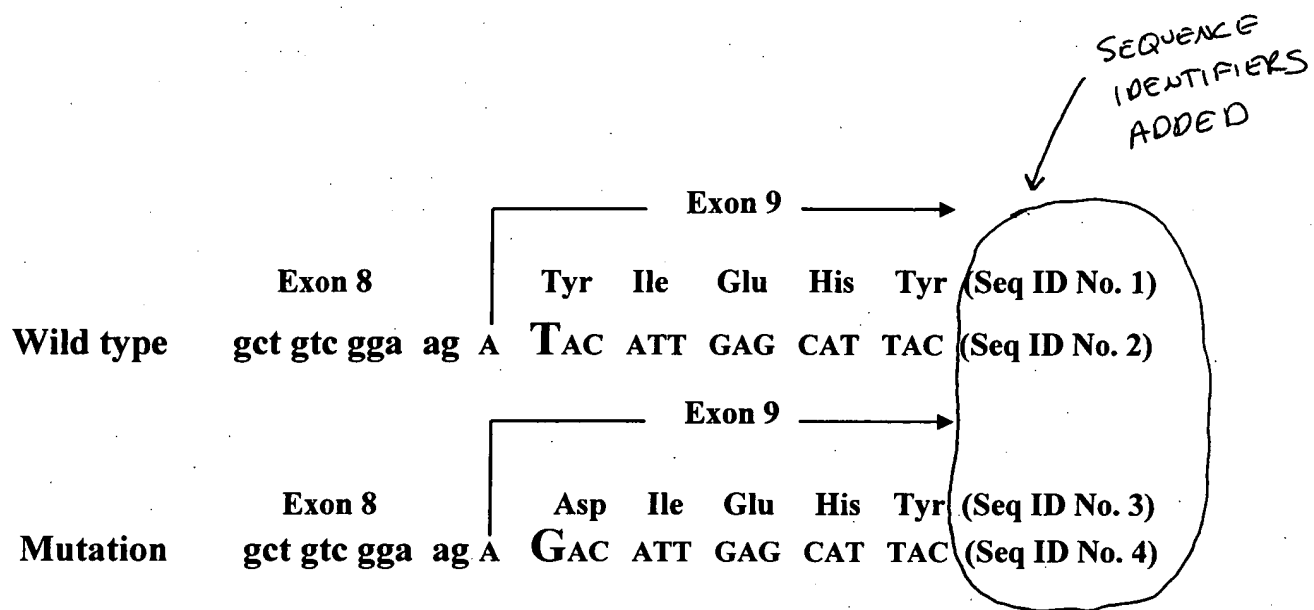 SEQUENCE
IDENTIFIERS
ADDED
Exon 9
Exon 8 Tyr Ile Glu His Tyr (Seq ID No. 1)
Wild type gct gtc gga ag A TAC ATT GAG CAT TAC (Seq ID No. 2)
Exon 9
Exon 8 Asp Ile Glu His Tyr (Seq ID No. 3)
Mutation gct gtc gga ag A GAC ATT GAG CAT TAC (Seq ID No. 4)